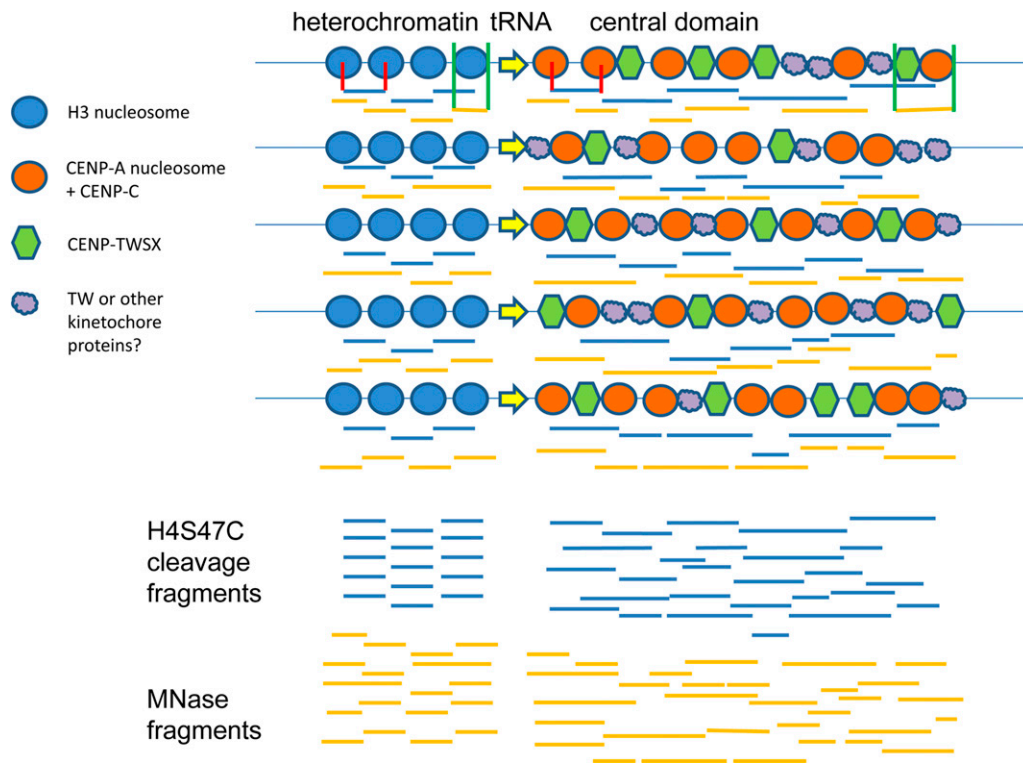 heterochromatin tRNA central domain
H3 nucleosome
CENP-A nucleosome
+ CENP-C
CENP-TWSX
TW or other
kinetochore
proteins?
H4S47C
cleavage
fragments
MNase
fragments